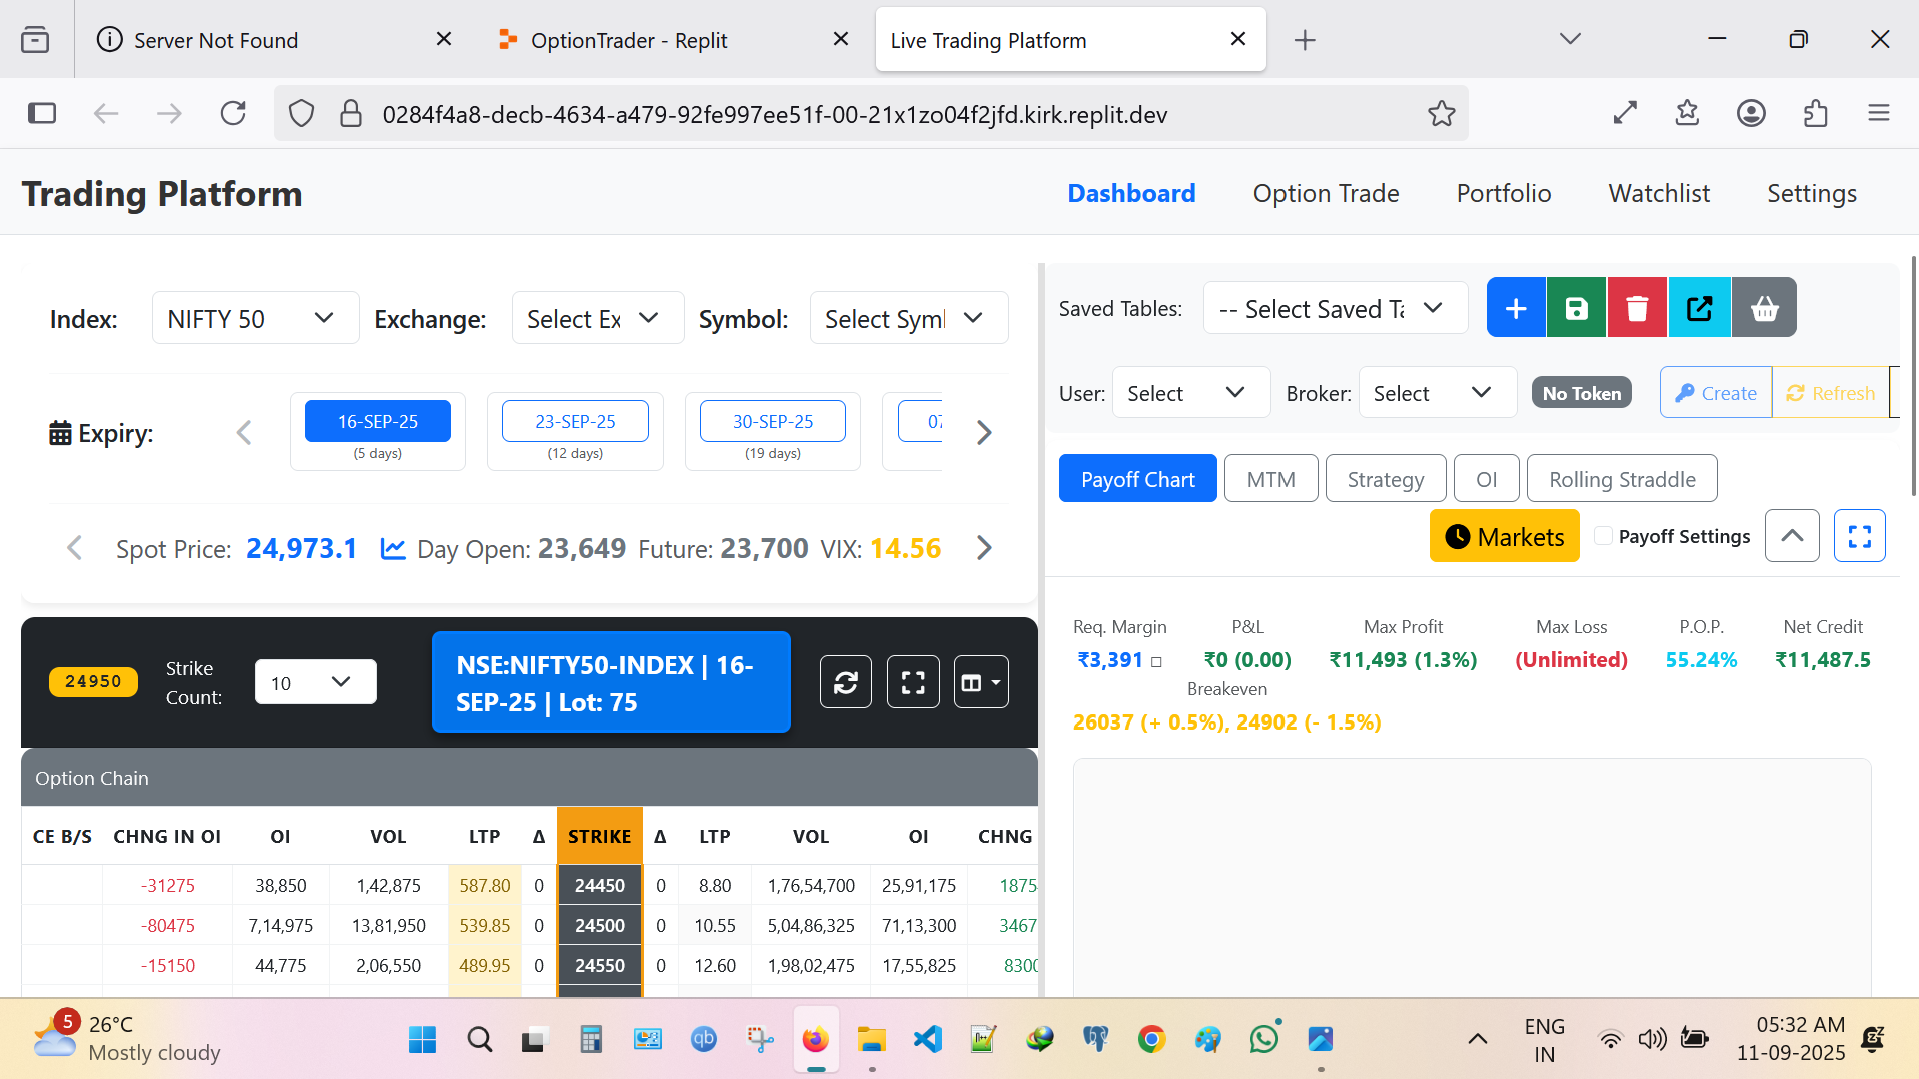 Server Not Found
OptionTrader - Replit
Live Trading Platform
0284f4a8-decb-4634-a479-92fe997ee51f-00-21x1zo04f2jfd.kirk.replit.dev
Trading Platform
Dashboard
Option Trade
Portfolio
Watchlist
Settings
Index: NIFTY 50 Exchange: Select Ex Symbol: Select Syml
Expiry: 16-SEP-25 23-SEP-25 30-SEP-25 07
(5 days) (12 days) (19 days)
Spot Price: 24,973.1 Day Open: 23,649 Future: 23,700 VIX: 14.56
24950 Strike Count: 10
NSE:NIFTY50-INDEX | 16-
SEP-25 | Lot: 75
Option Chain
CE B/S CHNG IN OI OI VOL LTP Δ STRIKE Δ LTP VOL OI CHNG
-31275 38,850 1,42,875 587.80 0 24450 0 8.80 1,76,54,700 25,91,175 1875
-80475 7,14,975 13,81,950 539.85 0 24500 0 10.55 5,04,86,325 71,13,300 3467
-15150 44,775 2,06,550 489.95 0 24550 0 12.60 1,98,02,475 17,55,825 8300
Saved Tables: -- Select Saved Ta
User: Select Broker: Select No Token Create Refresh
Payoff Chart MTM Strategy OI Rolling Straddle
Markets Payoff Settings
Req. Margin P&L Max Profit Max Loss P.O.P. Net Credit
₹3,391 ₹0 (0.00) ₹11,493 (1.3%) (Unlimited) 55.24% ₹11,487.5
Breakeven
26037 (+ 0.5%), 24902 (- 1.5%)
5
26°C
Mostly cloudy
qb
ENG
IN
05:32 AM
11-09-2025